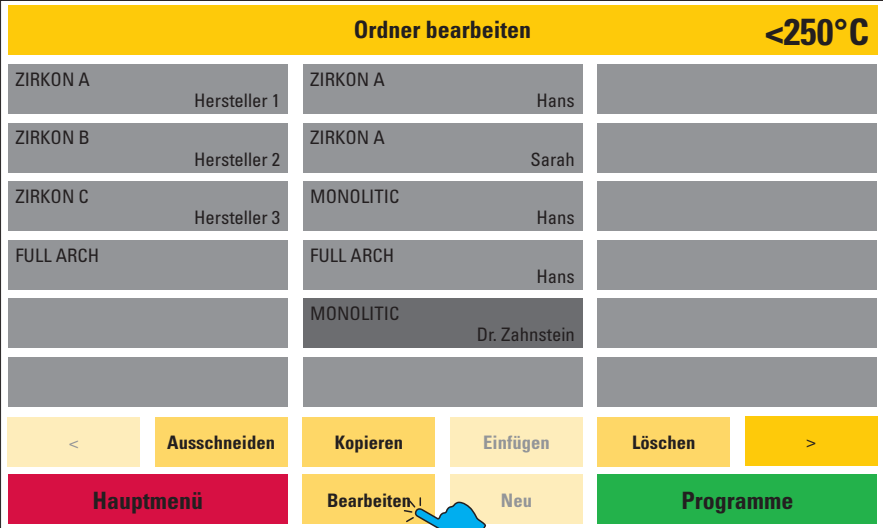 Ordner bearbeiten
<250°C
ZIRKON A
Hersteller 1
ZIRKON A
Hans
ZIRKON B
Hersteller 2
ZIRKON A
Sarah
ZIRKON C
Hersteller 3
MONOLITIC
Hans
FULL ARCH
FULL ARCH
Hans
MONOLITIC
Dr. Zahnstein
<
Ausschneiden
Kopieren
Einfügen
Löschen
>
Hauptmenü
Bearbeiten
Neu
Programme